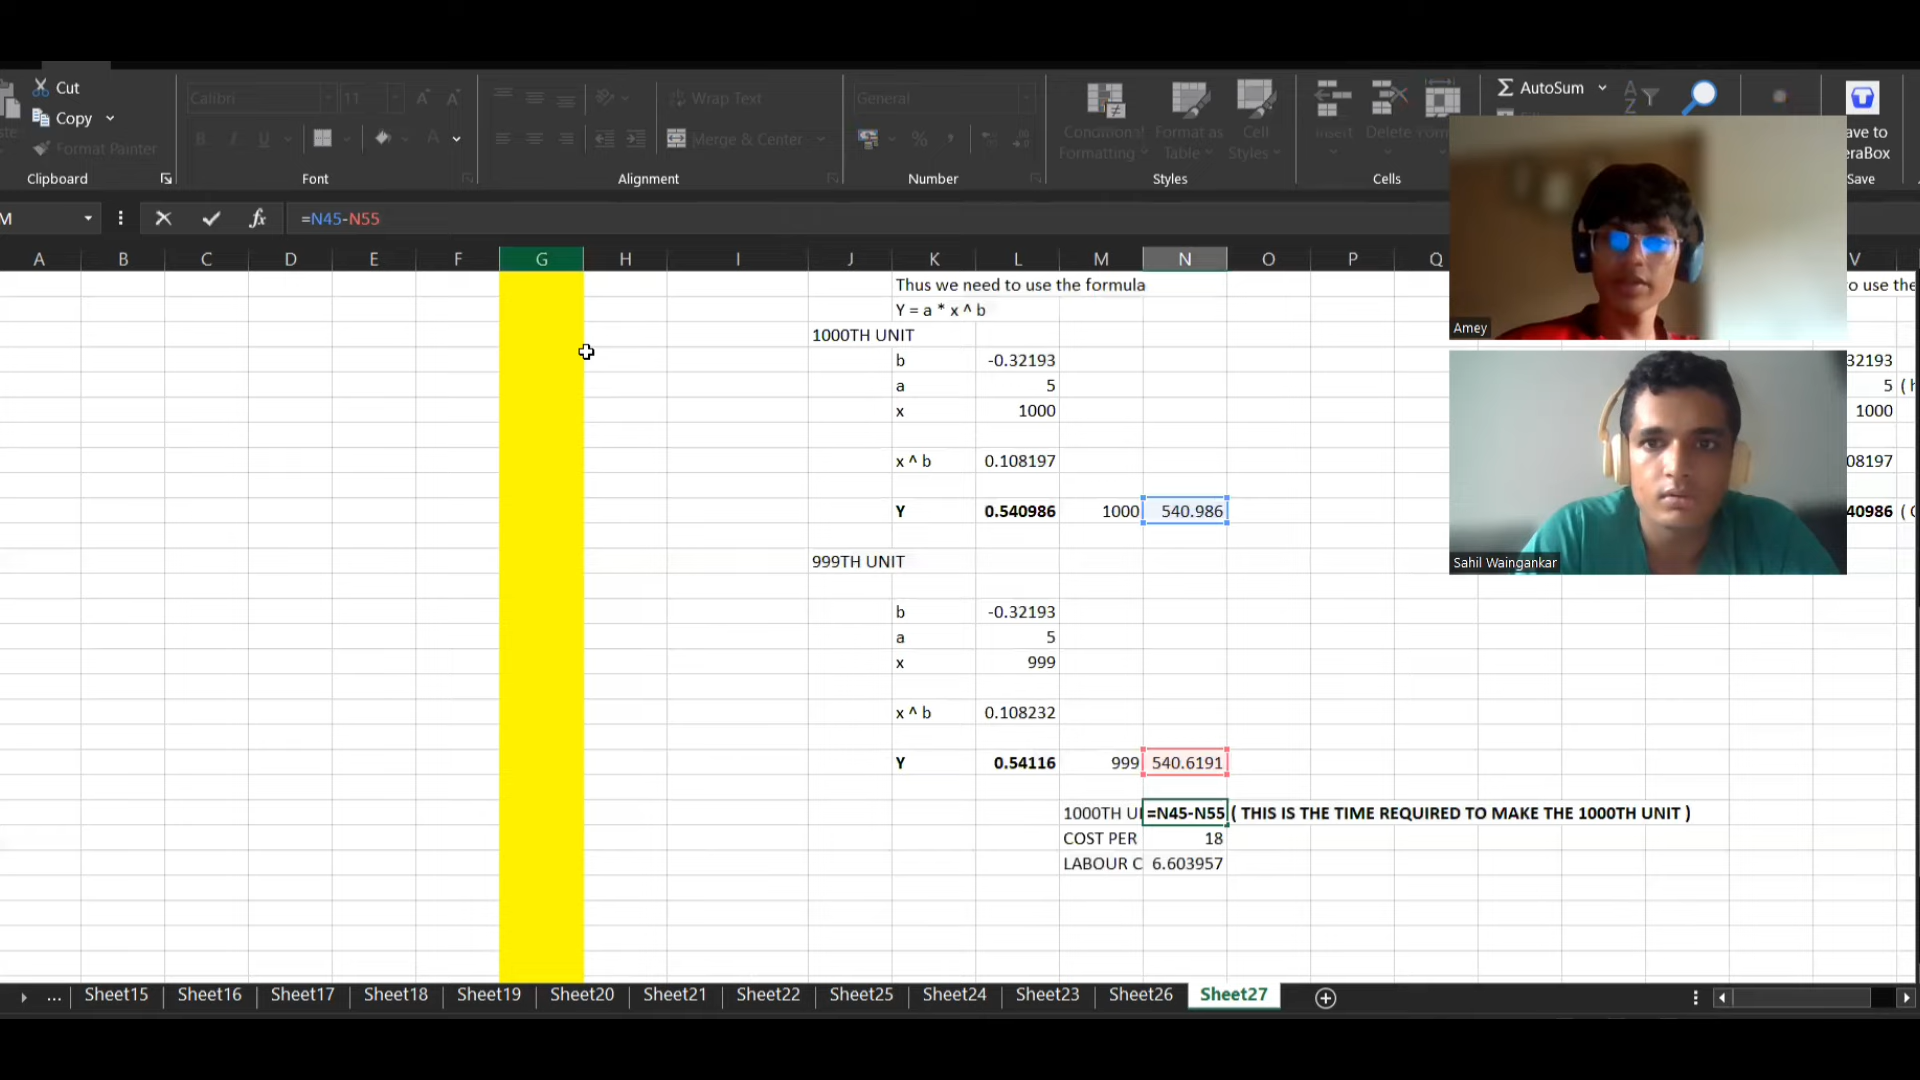 Cut
Copy
Format Painter
Clipboard
Calibri 11
B I U
Font
Wrap Text
Merge & Center
Alignment
General
%
Number
Conditional
Formatting
Format as
Table
Cell
Styles
Styles
Insert
Delete
Cells
AutoSum
ave to
eraBox
Save
M
fx
=N45-N55
A B C D E F G H I J K L M N O P Q V
Thus we need to use the formula
o use the
Y = a * x ^ b
1000TH UNIT
b -0.32193
32193
a 5
5 ( h
x 1000
1000
x ^ b 0.108197
08197
Y 0.540986 1000 540.986
40986 ( C
999TH UNIT
b -0.32193
a 5
x 999
x ^ b 0.108232
Y 0.54116 999 540.6191
1000TH UI =N45-N55 ( THIS IS THE TIME REQUIRED TO MAKE THE 1000TH UNIT )
COST PER 18
LABOUR C 6.603957
Amey
Sahil Waingankar
... Sheet15 Sheet16 Sheet17 Sheet18 Sheet19 Sheet20 Sheet21 Sheet22 Sheet25 Sheet24 Sheet23 Sheet26 Sheet27